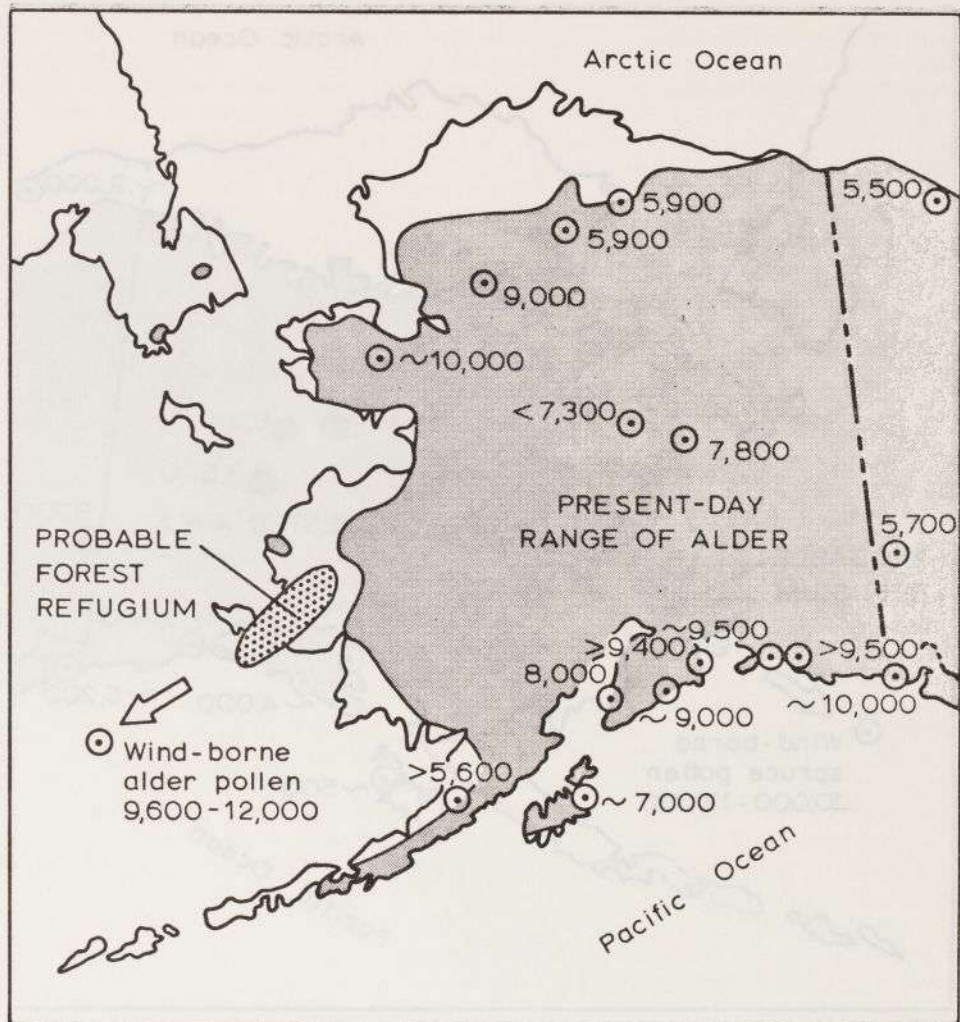 Arctic Ocean
5,900
5,500
5,900
9,000
~10,000
<7,300
7,800
PRESENT-DAY
RANGE OF ALDER
5,700
PROBABLE
FOREST
REFUGIUM
~9,500
≥9,400
>9,500
8,000
~9,000
~10,000
Wind-borne
alder pollen
9,600-12,000
>5,600
~7,000
Pacific Ocean